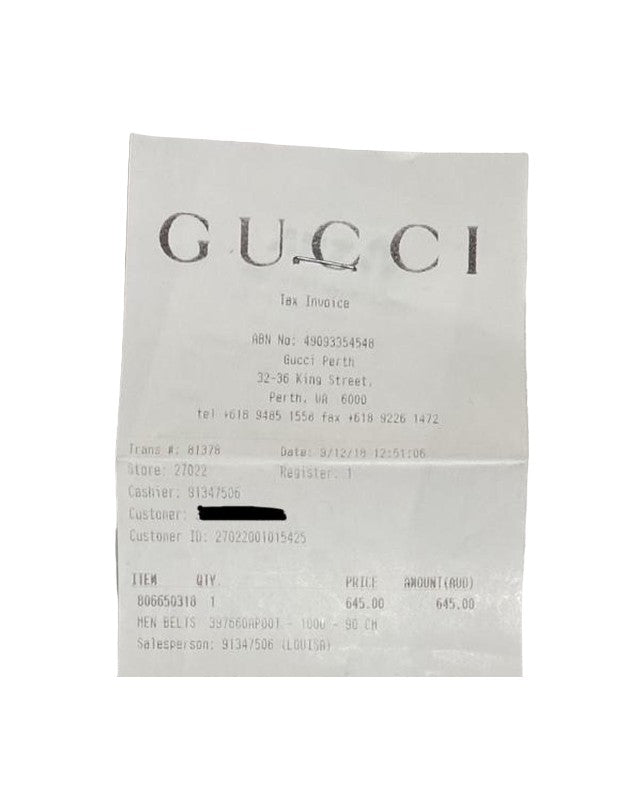 GUCCI
Tax Invoice
ABN No: 49093354548
Gucci Perth
32-36 King Street,
Perth, WA 6000
tel +618 9485 1556 fax +618 9226 1472
Trans #: 81378 Date: 9/12/18 12:51:06
Store: 27022 Register: 1
Cashier: 91347506
Customer:
Customer ID: 27022001015425
ITEM QTY. PRICE AMOUNT(AUD)
806650318 1 645.00 645.00
MEN BELTS 397660AP00T - 1000 - 90 CM
Salesperson: 91347506 (LOUISA)